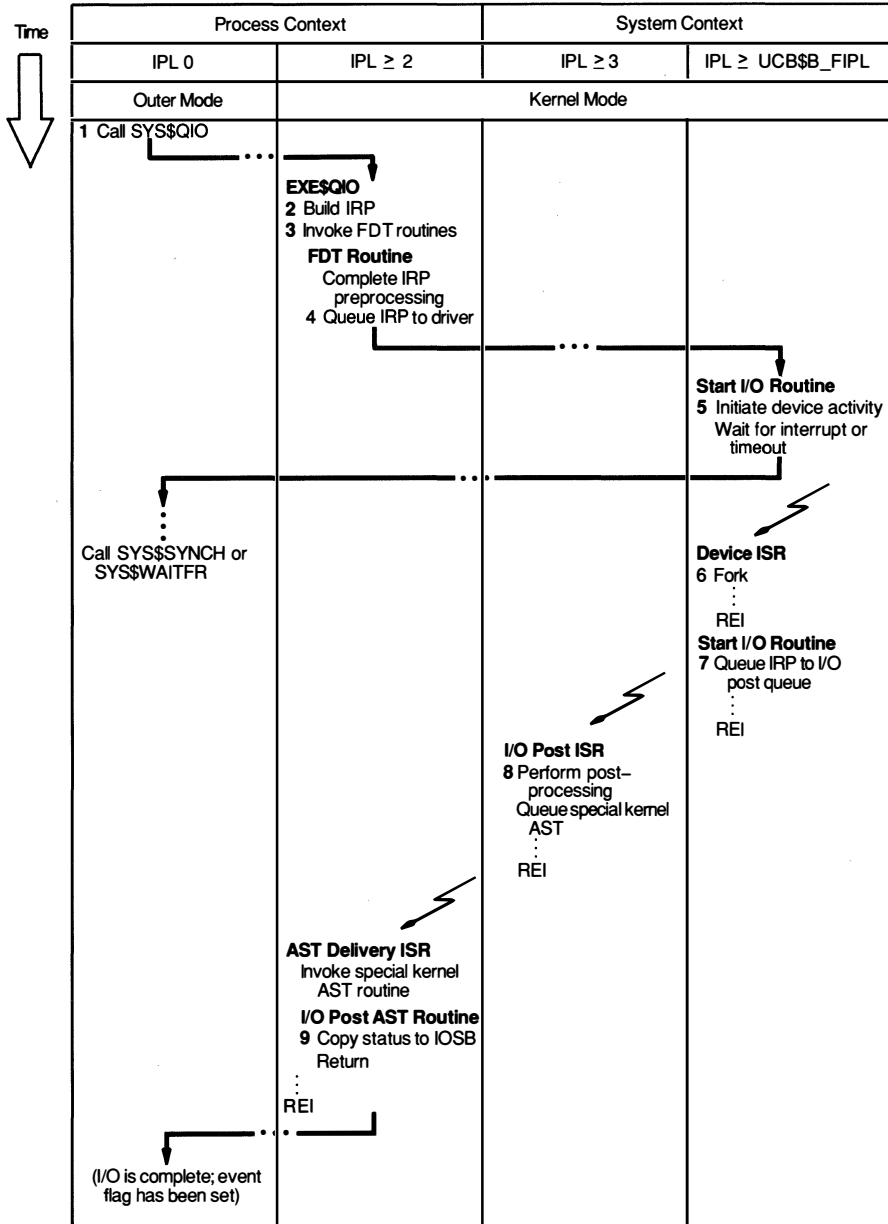 Time
Process Context
System Context
IPL 0
IPL ≥ 2
IPL ≥ 3
IPL ≥ UCB$B_FIPL
Outer Mode
Kernel Mode
1 Call SYS$QIO
EXE$QIO
2 Build IRP
3 Invoke FDT routines
FDT Routine
Complete IRP
preprocessing
4 Queue IRP to driver
Start I/O Routine
5 Initiate device activity
Wait for interrupt or
timeout
Call SYS$SYNCH or
SYS$WAITFR
Device ISR
6 Fork
REI
Start I/O Routine
7 Queue IRP to I/O
post queue
REI
I/O Post ISR
8 Perform post-
processing
Queue special kernel
AST
REI
AST Delivery ISR
Invoke special kernel
AST routine
I/O Post AST Routine
9 Copy status to IOSB
Return
REI
(I/O is complete; event
flag has been set)